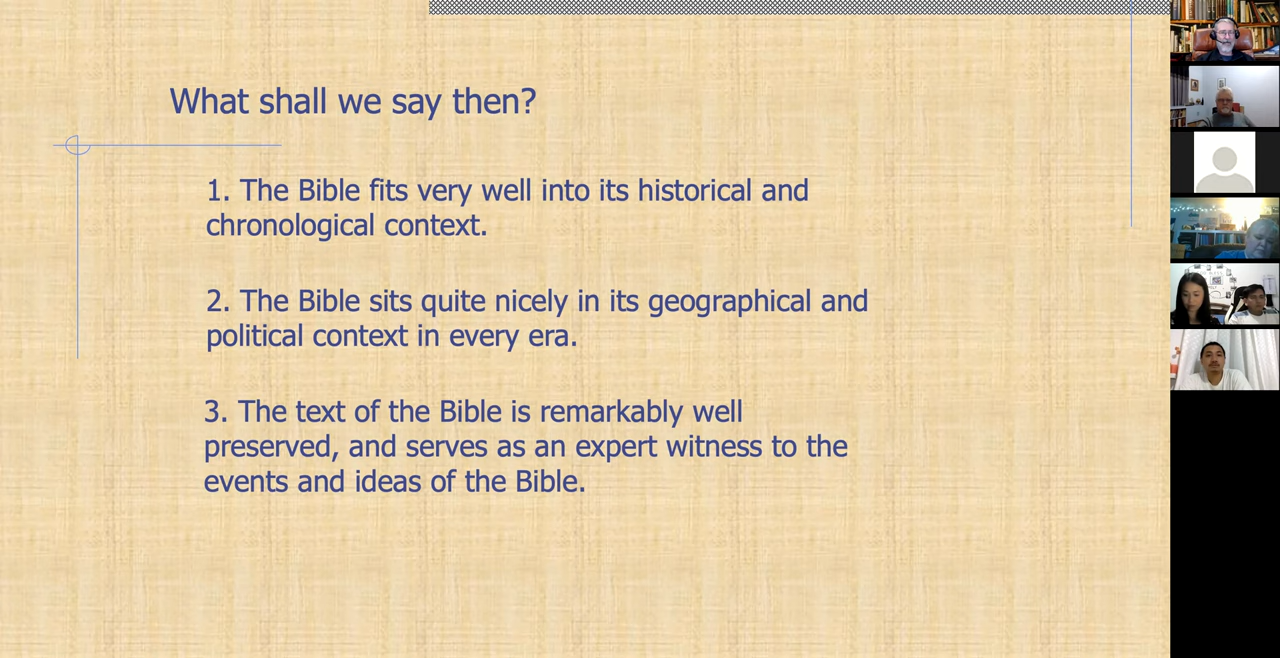 What shall we say then?
1. The Bible fits very well into its historical and
chronological context.
2. The Bible sits quite nicely in its geographical and
political context in every era.
3. The text of the Bible is remarkably well
preserved, and serves as an expert witness to the
events and ideas of the Bible.